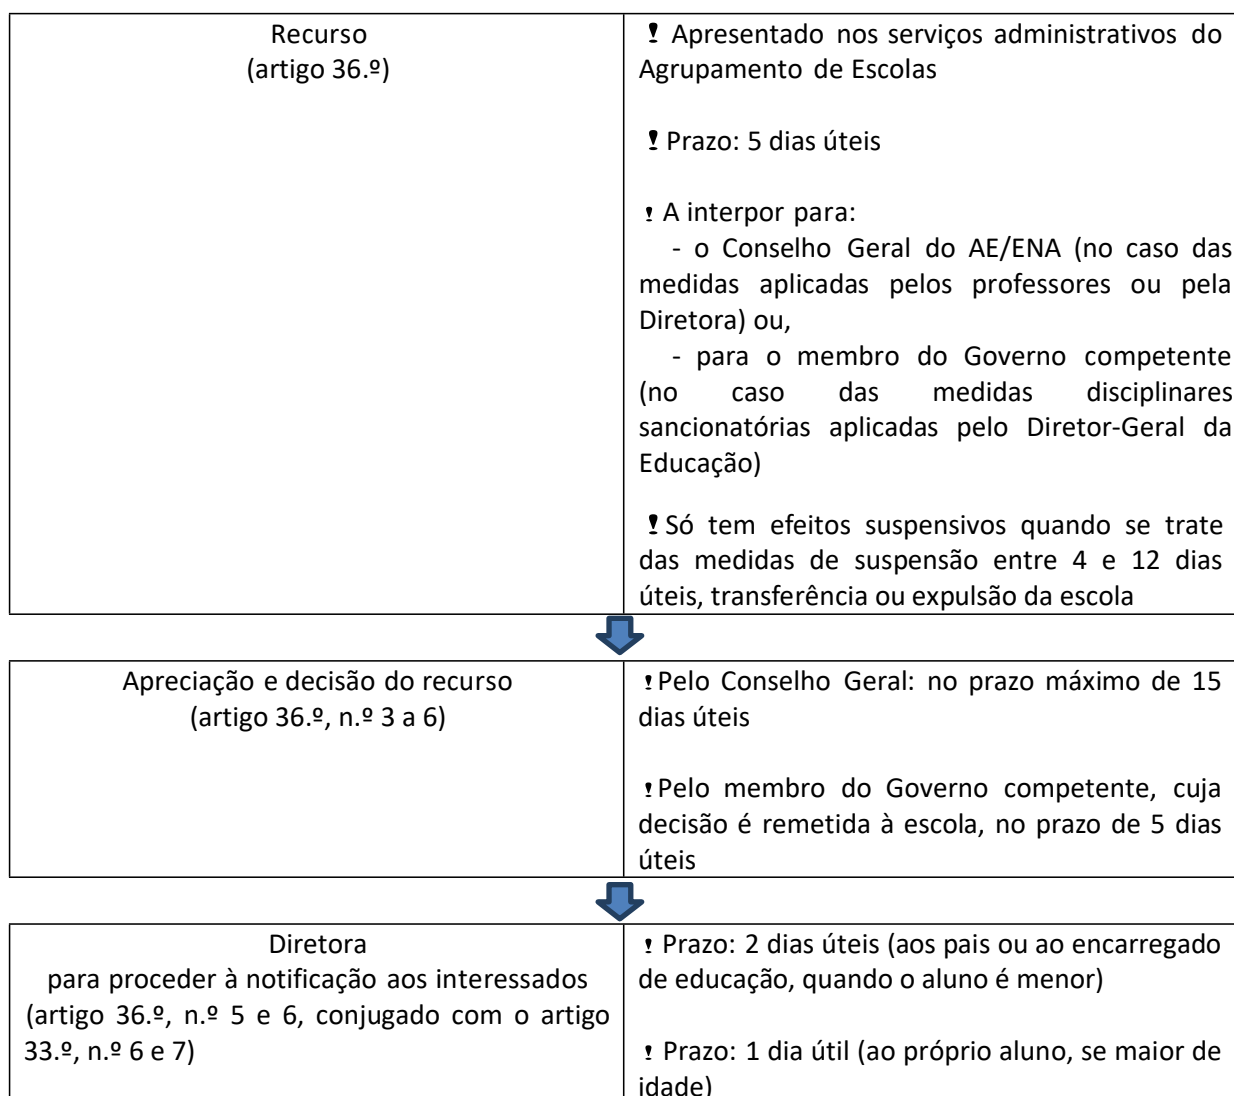 Recurso
(artigo 36.º)
! Apresentado nos serviços administrativos do
Agrupamento de Escolas
! Prazo: 5 dias úteis
! A interpor para:
- o Conselho Geral do AE/ENA (no caso das
medidas aplicadas pelos professores ou pela
Diretora) ou,
- para o membro do Governo competente
(no caso das medidas disciplinares
sancionatórias aplicadas pelo Diretor-Geral da
Educação)
! Só tem efeitos suspensivos quando se trate
das medidas de suspensão entre 4 e 12 dias
úteis, transferência ou expulsão da escola
Apreciação e decisão do recurso
(artigo 36.º, n.º 3 a 6)
! Pelo Conselho Geral: no prazo máximo de 15
dias úteis
! Pelo membro do Governo competente, cuja
decisão é remetida à escola, no prazo de 5 dias
úteis
Diretora
para proceder à notificação aos interessados
(artigo 36.º, n.º 5 e 6, conjugado com o artigo
33.º, n.º 6 e 7)
! Prazo: 2 dias úteis (aos pais ou ao encarregado
de educação, quando o aluno é menor)
! Prazo: 1 dia útil (ao próprio aluno, se maior de
idade)